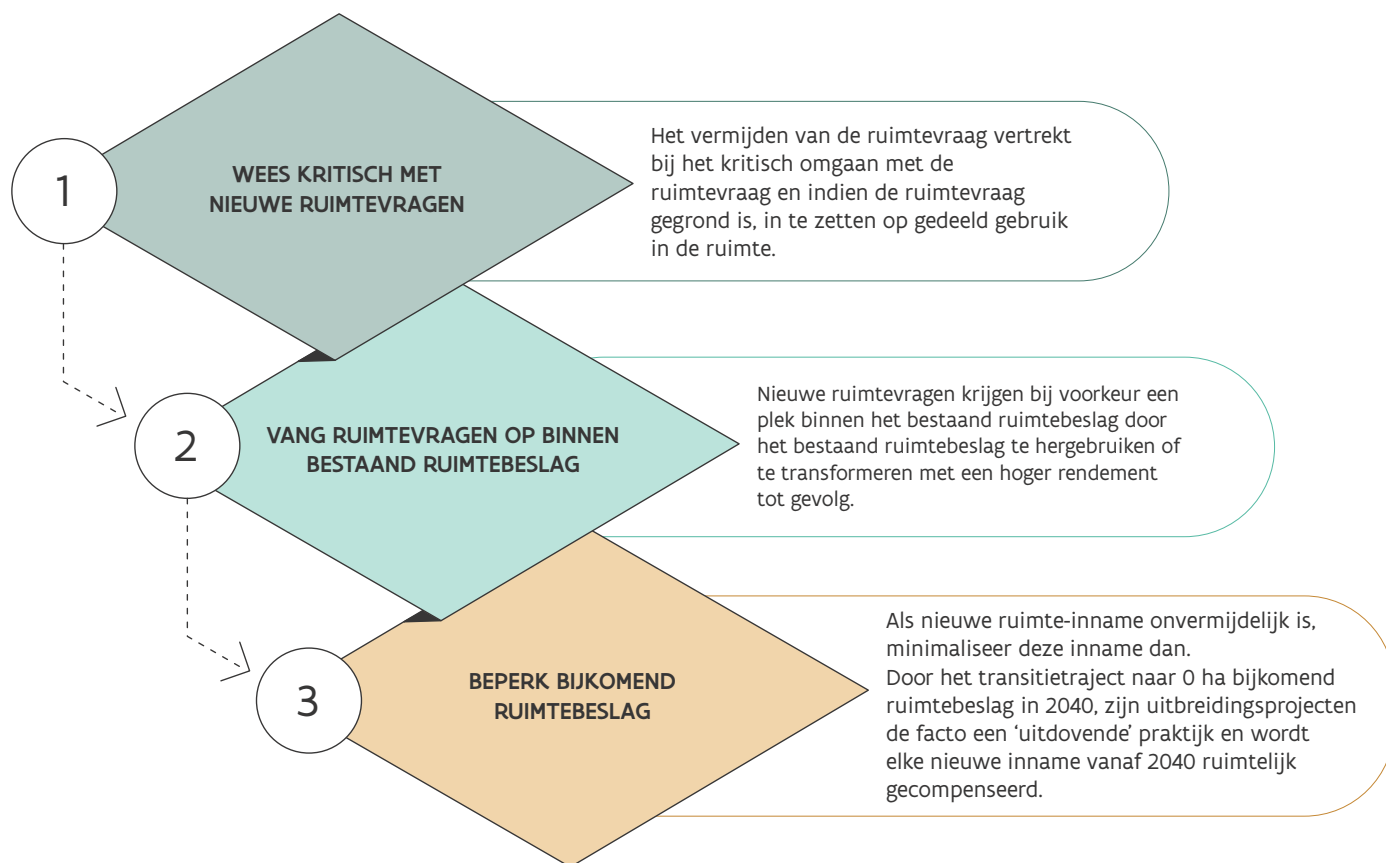 1
WEES KRITISCH MET
NIEUWE RUIMTEVRAGEN
Het vermijden van de ruimtevraag vertrekt
bij het kritisch omgaan met de
ruimtevraag en indien de ruimtevraag
gegrond is, in te zetten op gedeeld gebruik
in de ruimte.
2
VANG RUIMTEVRAGEN OP BINNEN
BESTAAND RUIMTEBESLAG
Nieuwe ruimtevragen krijgen bij voorkeur een
plek binnen het bestaand ruimtebeslag door
het bestaand ruimtebeslag te hergebruiken of
te transformeren met een hoger rendement
tot gevolg.
3
BEPERK BIJKOMEND
RUIMTEBESLAG
Als nieuwe ruimte-inname onvermijdelijk is,
minimaliseer deze inname dan.
Door het transitietraject naar 0 ha bijkomend
ruimtebeslag in 2040, zijn uitbreidingsprojecten
de facto een ‘uitdovende’ praktijk en wordt
elke nieuwe inname vanaf 2040 ruimtelijk
gecompenseerd.